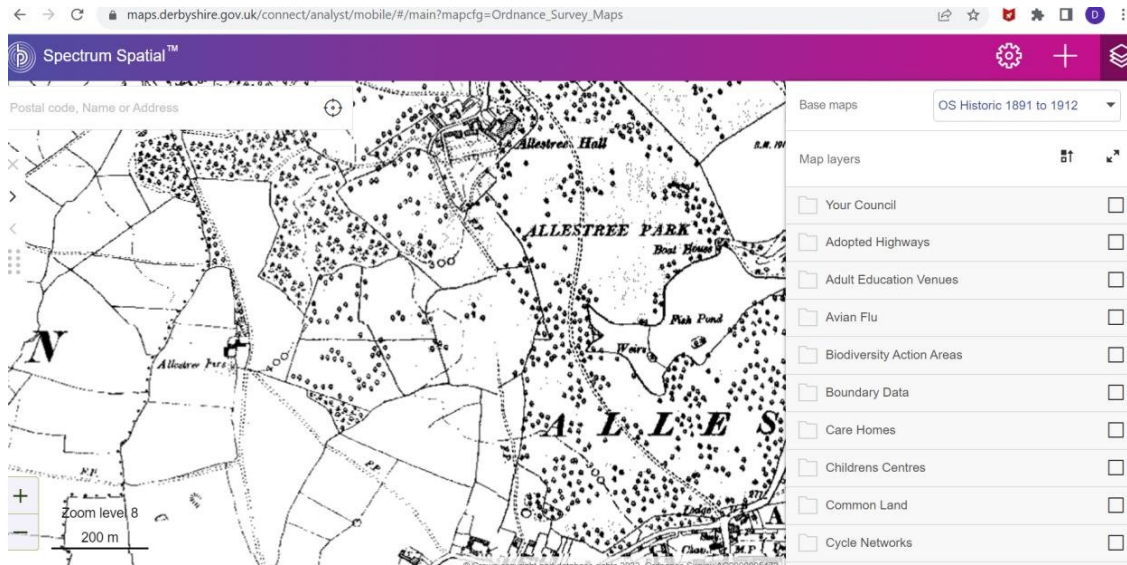 maps.derbyshire.gov.uk/connect/analyst/mobile/#/main?mapcfg=Ordnance_Survey_Maps
D
Spectrum Spatial™
Postal code, Name or Address
Base maps
OS Historic 1891 to 1912
Map layers
Your Council
Adopted Highways
Adult Education Venues
Avian Flu
Biodiversity Action Areas
Boundary Data
Care Homes
Childrens Centres
Common Land
Cycle Networks
Allestree Hall
ALLESTREE PARK
Boat House
Fish Pond
Weirs
N
Allestree
A L L E S
F.P.
F.P.
Lodge
A
M.P
+
Zoom level 8
−
200 m